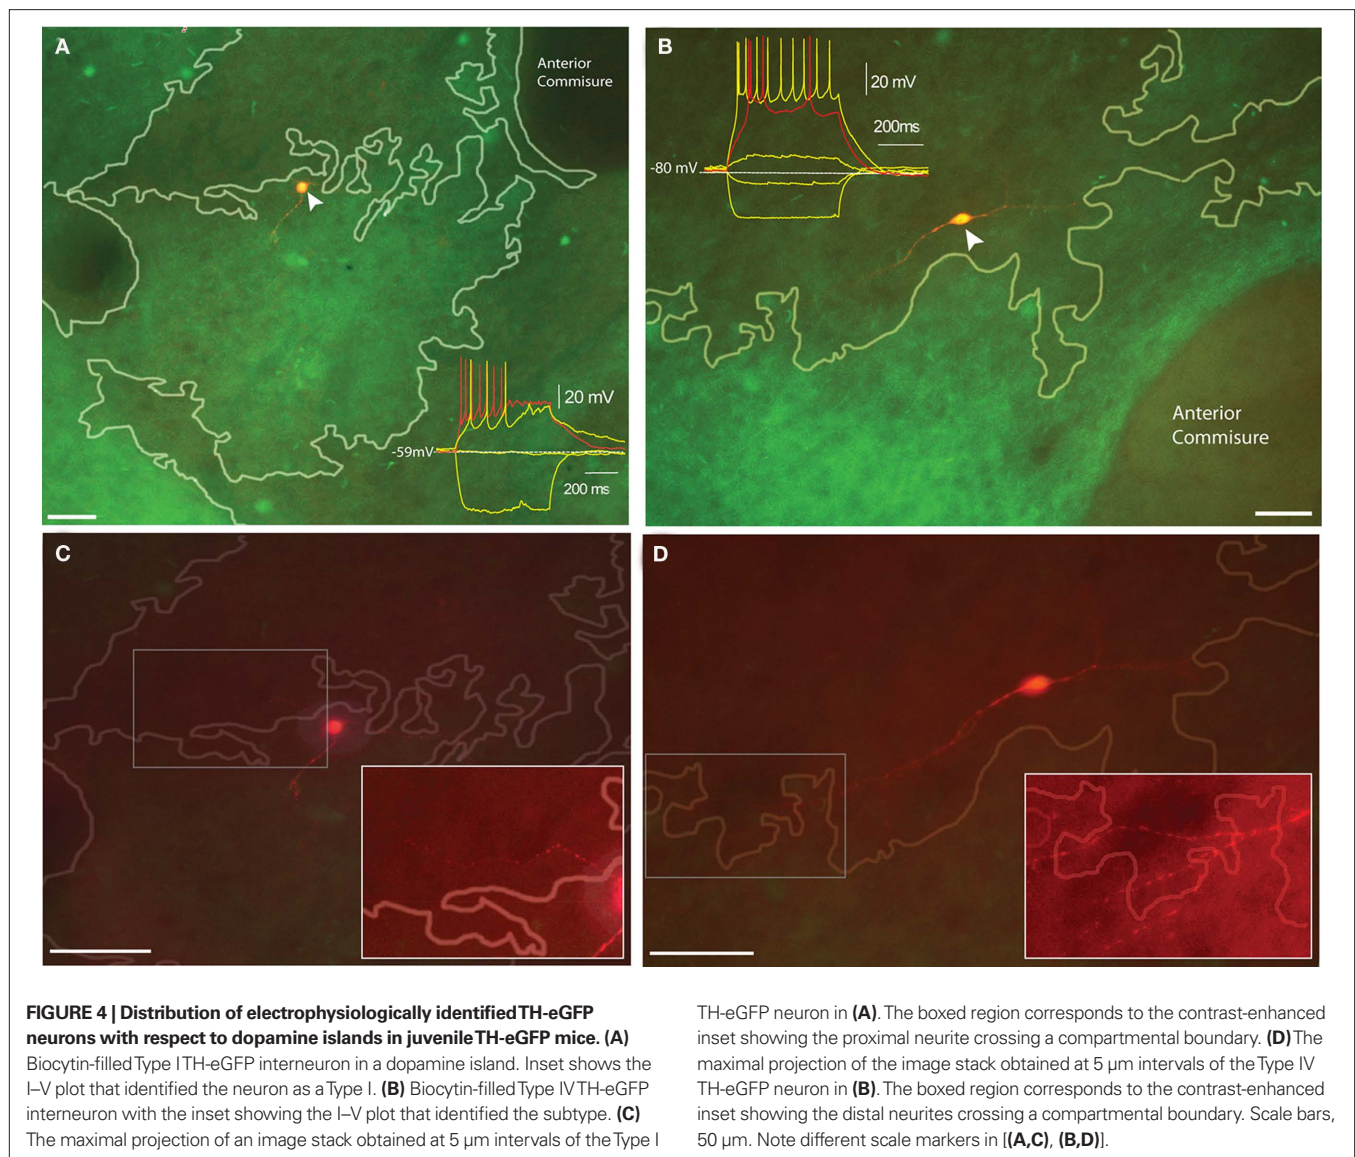 A
Anterior
Commisure
20 mV
-59mV
200 ms
B
20 mV
200ms
-80 mV
Anterior
Commisure
C
D
FIGURE 4 | Distribution of electrophysiologically identified TH-eGFP
neurons with respect to dopamine islands in juvenile TH-eGFP mice. (A)
Biocytin-filled Type I TH-eGFP interneuron in a dopamine island. Inset shows the
I–V plot that identified the neuron as a Type I. (B) Biocytin-filled Type IV TH-eGFP
interneuron with the inset showing the I–V plot that identified the subtype. (C)
The maximal projection of an image stack obtained at 5 µm intervals of the Type I
TH-eGFP neuron in (A). The boxed region corresponds to the contrast-enhanced
inset showing the proximal neurite crossing a compartmental boundary. (D) The
maximal projection of the image stack obtained at 5 µm intervals of the Type IV
TH-eGFP neuron in (B). The boxed region corresponds to the contrast-enhanced
inset showing the distal neurites crossing a compartmental boundary. Scale bars,
50 µm. Note different scale markers in [(A,C), (B,D)].